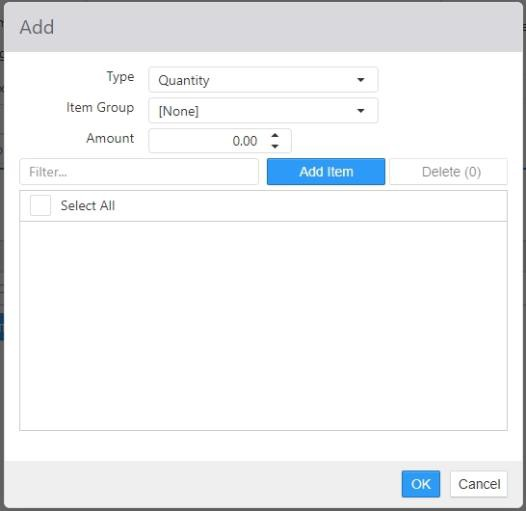 Add
Type Quantity
Item Group [None]
Amount 0.00
Filter... Add Item Delete (0)
Select All
OK Cancel